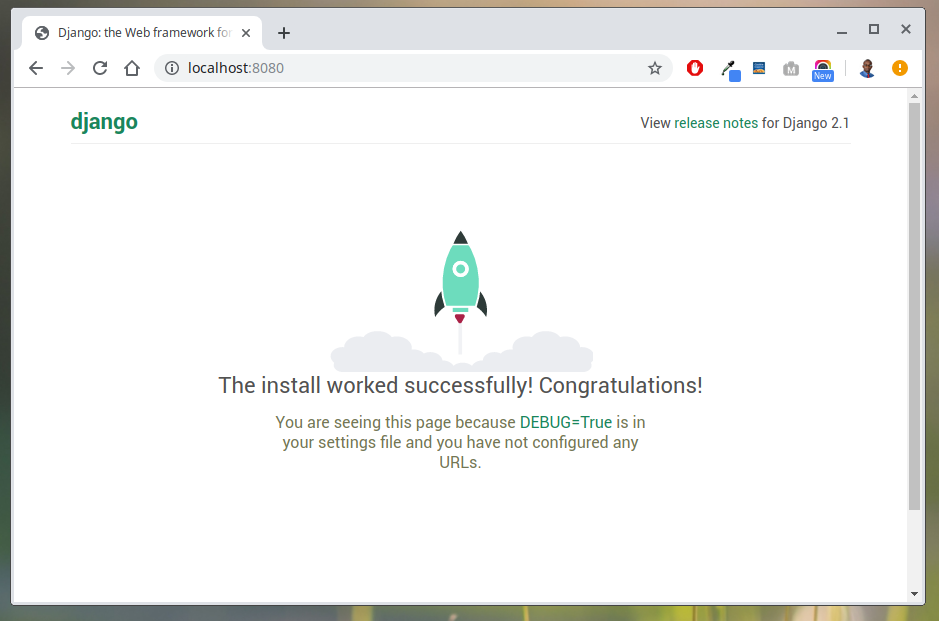 Django: the Web framework for
localhost:8080
M
New
django
View release notes for Django 2.1
The install worked successfully! Congratulations!
You are seeing this page because DEBUG=True is in
your settings file and you have not configured any
URLs.